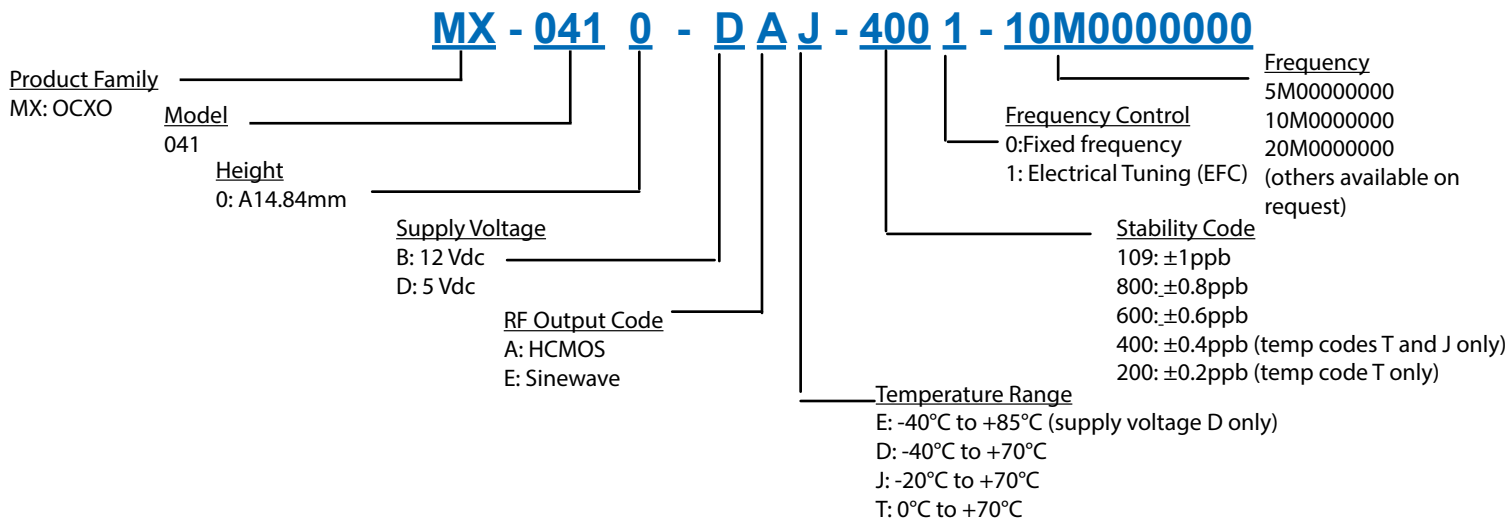 MX - 041 0 - D A J - 400 1 - 10M0000000
Product Family
MX: OCXO
Model
041
Height
0: A14.84mm
Supply Voltage
B: 12 Vdc
D: 5 Vdc
RF Output Code
A: HCMOS
E: Sinewave
Temperature Range
E: -40°C to +85°C (supply voltage D only)
D: -40°C to +70°C
J: -20°C to +70°C
T: 0°C to +70°C
Stability Code
109: ±1ppb
800: ±0.8ppb
600: ±0.6ppb
400: ±0.4ppb (temp codes T and J only)
200: ±0.2ppb (temp code T only)
Frequency Control
0:Fixed frequency
1: Electrical Tuning (EFC)
Frequency
5M00000000
10M0000000
20M0000000
(others available on
request)